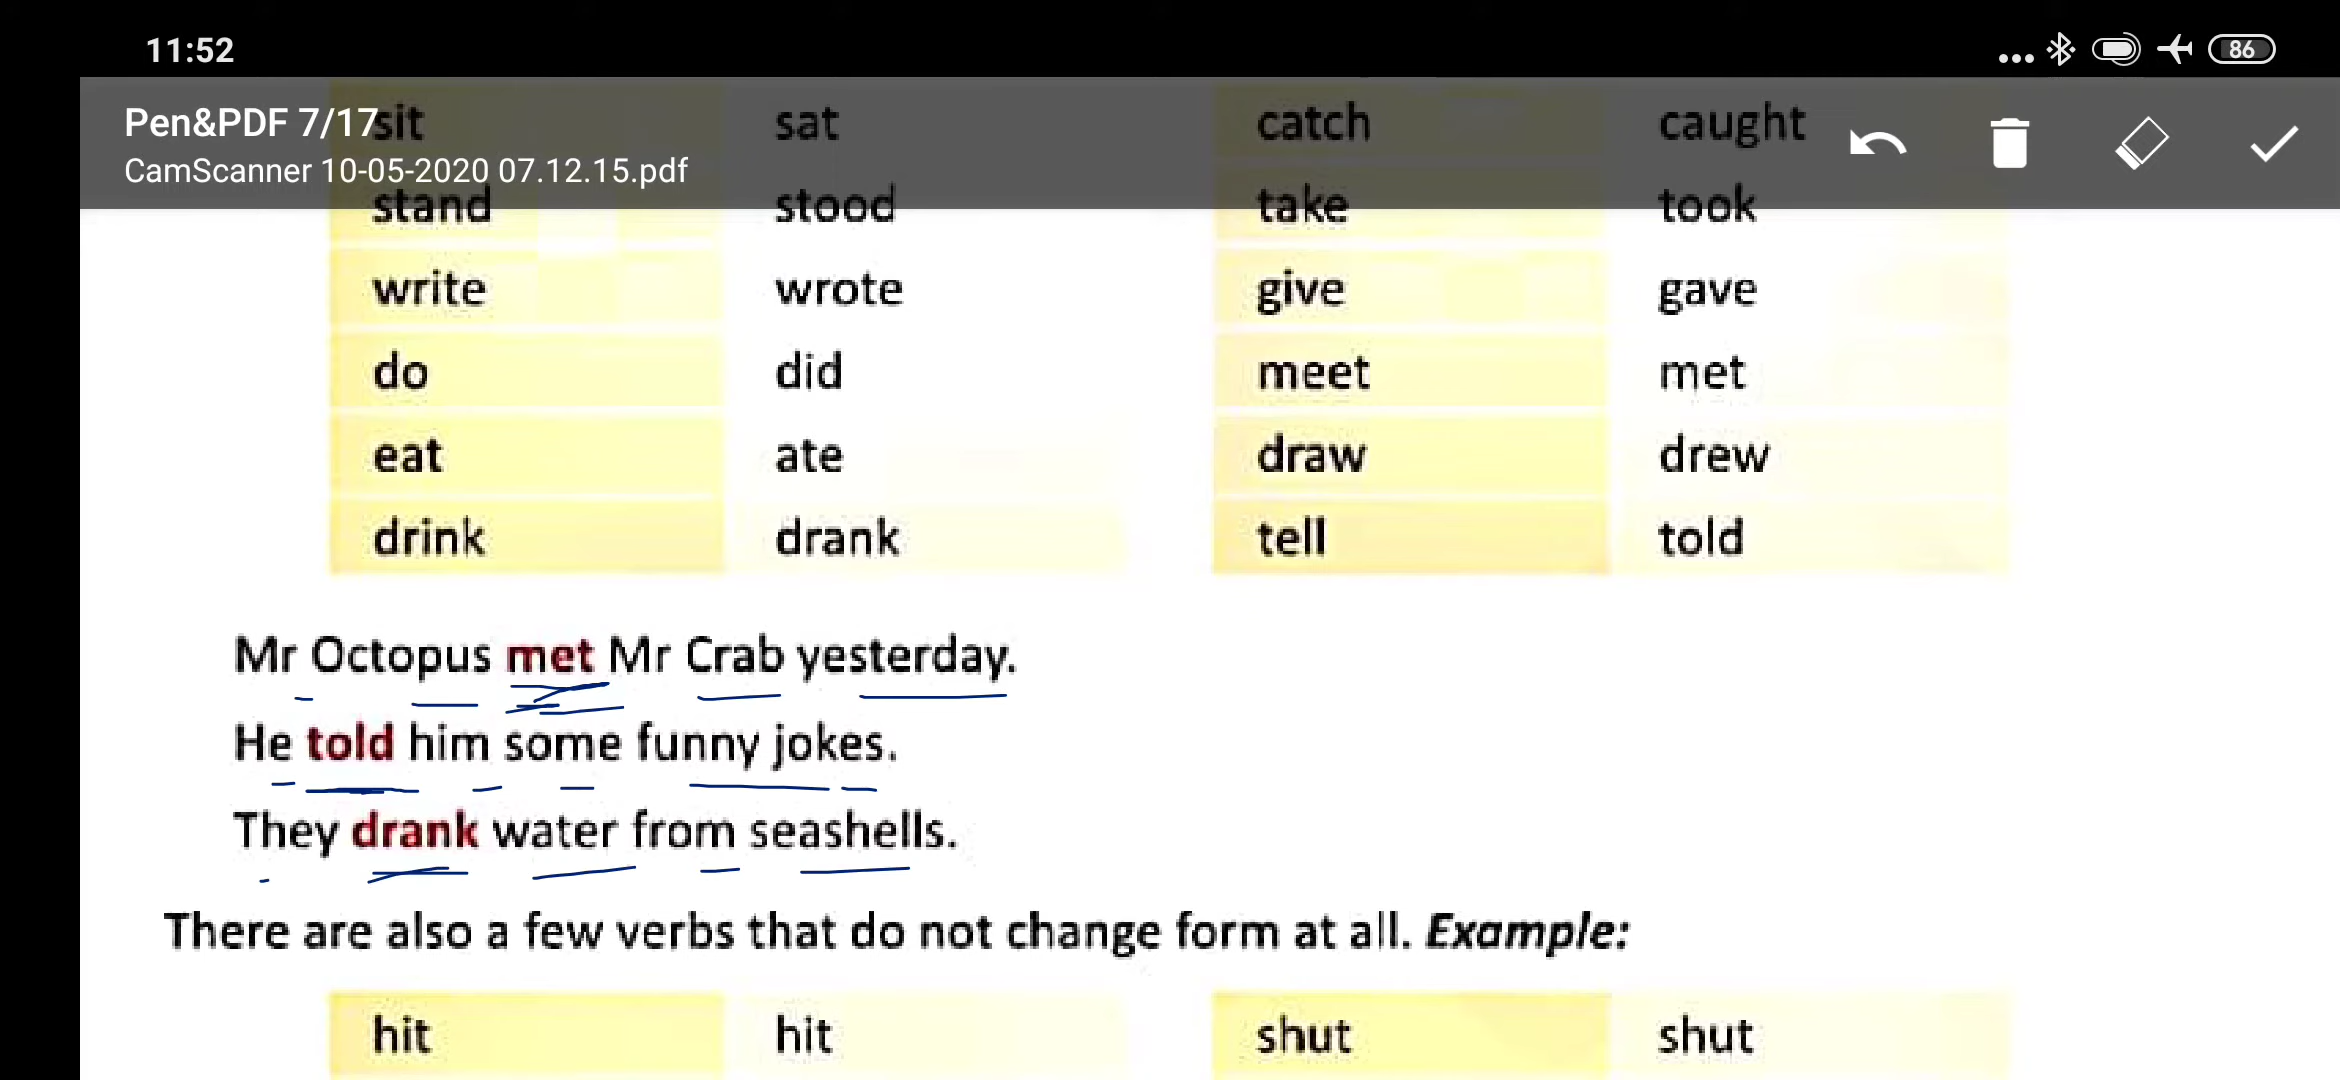 11:52 ... 86
Pen&PDF 7/17
CamScanner 10-05-2020 07.12.15.pdf
sit sat catch caught
stand stood take took
write wrote give gave
do did meet met
eat ate draw drew
drink drank tell told
Mr Octopus met Mr Crab yesterday.
He told him some funny jokes.
They drank water from seashells.
There are also a few verbs that do not change form at all. Example:
hit hit shut shut